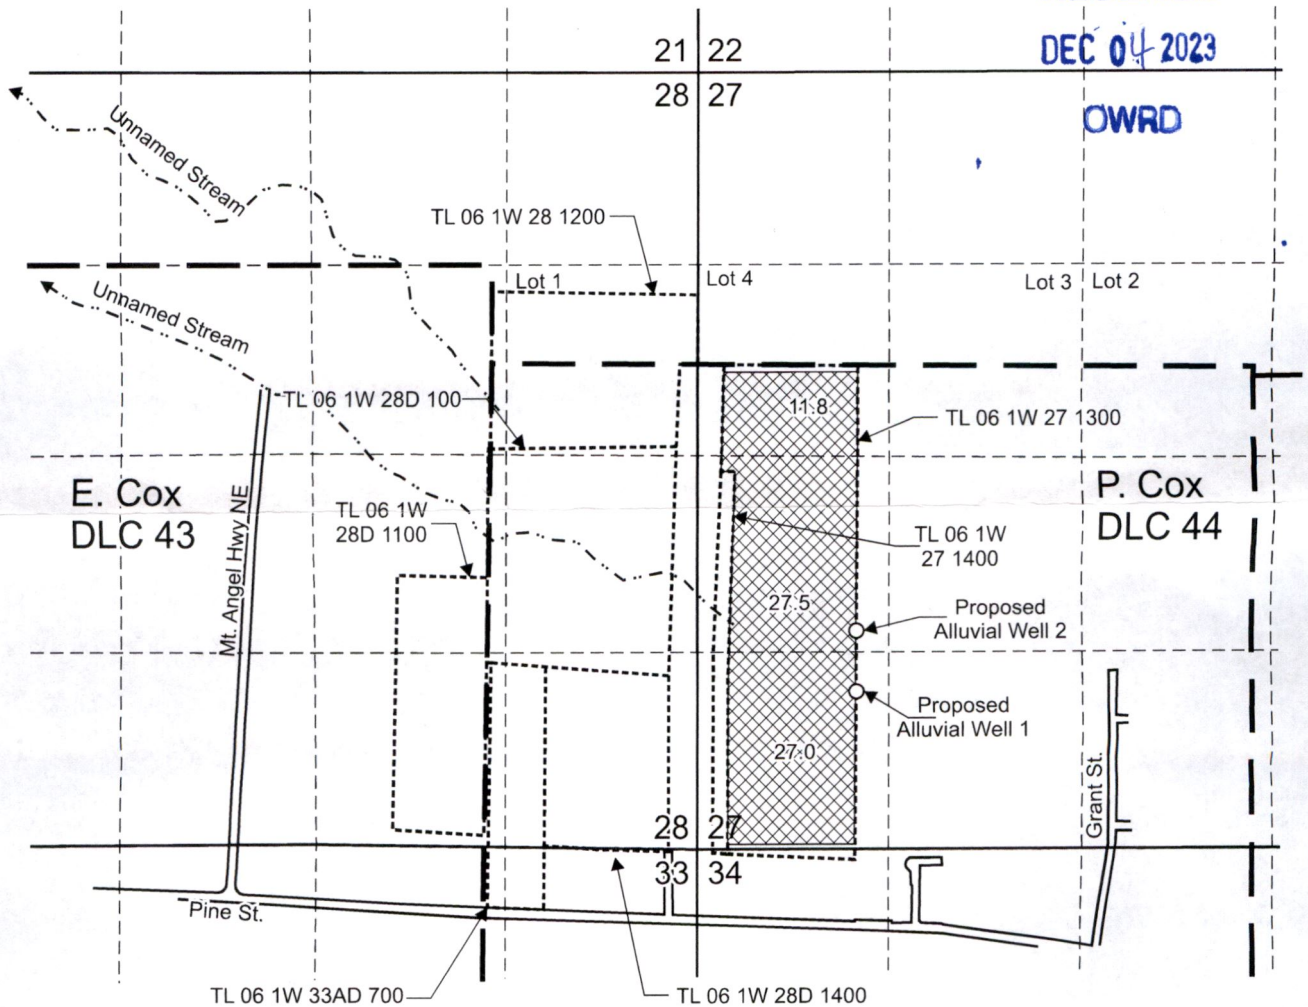 DEC 04 2023
21 22
28 27
OWRD
Unnamed Stream
TL 06 1W 28 1200
Lot 1
Lot 4
Lot 3
Lot 2
Unnamed Stream
TL 06 1W 28D 100
11.8
TL 06 1W 27 1300
E. Cox
DLC 43
Mt. Angel Hwy NE
TL 06 1W
28D 1100
P. Cox
DLC 44
TL 06 1W
27 1400
27.5
Proposed
Alluvial Well 2
Proposed
Alluvial Well 1
27.0
Grant St.
28 27
33 34
Pine St.
TL 06 1W 33AD 700
TL 06 1W 28D 1400